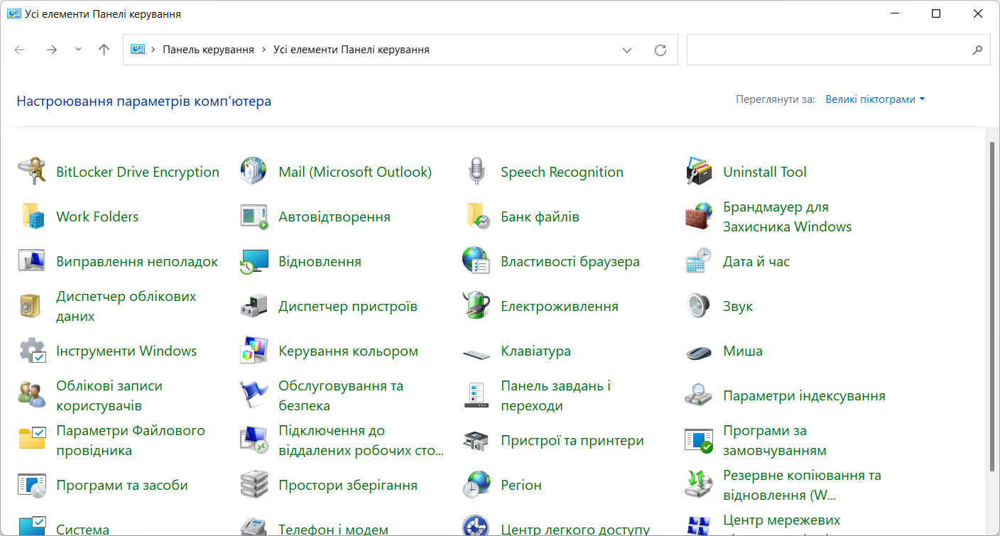 Усі елементи Панелі керування
Панель керування
Усі елементи Панелі керування
Настроювання параметрів комп’ютера
Переглянути за:
Великі піктограми
BitLocker Drive Encryption
Mail (Microsoft Outlook)
Speech Recognition
Uninstall Tool
Work Folders
Автовідтворення
Банк файлів
Брандмауер для
Захисника Windows
Виправлення неполадок
Відновлення
Властивості браузера
Дата й час
Диспетчер облікових
даних
Диспетчер пристроїв
Електроживлення
Звук
Інструменти Windows
Керування кольором
Клавіатура
Миша
Облікові записи
користувачів
Обслуговування та
безпека
Панель завдань і
переходи
Параметри індексування
Параметри Файлового
провідника
Підключення до
віддалених робочих сто...
Пристрої та принтери
Програми за
замовчуванням
Програми та засоби
Простори зберігання
Регіон
Резервне копіювання та
відновлення (W...
Система
Телефон і модем
Центр легкого доступу
Центр мережевих